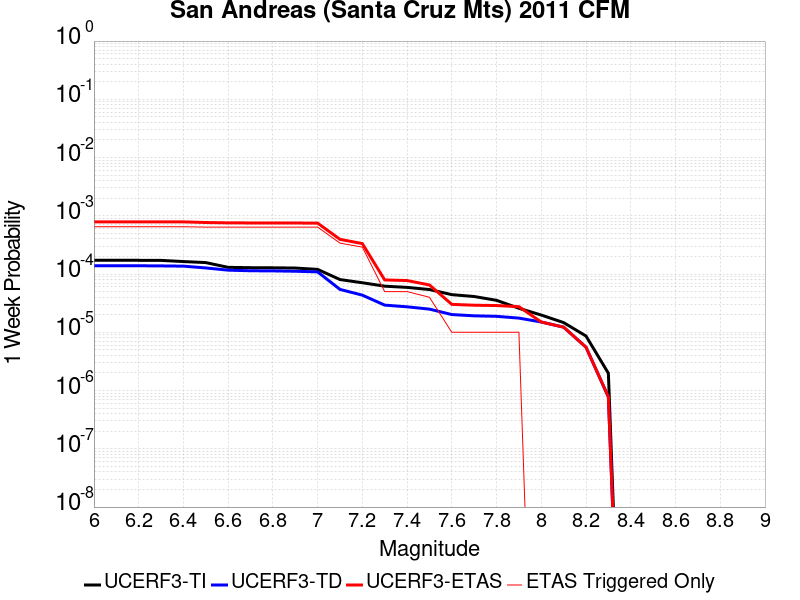 San Andreas (Santa Cruz Mts) 2011 CFM
10 0
10 -1
10 -2
10 -3
10 -4
10 -5
10 -6
10 -7
10 -8
1 Week Probability
6 6.2 6.4 6.6 6.8 7 7.2 7.4 7.6 7.8 8 8.2 8.4 8.6 8.8 9
Magnitude
UCERF3-TI UCERF3-TD UCERF3-ETAS ETAS Triggered Only